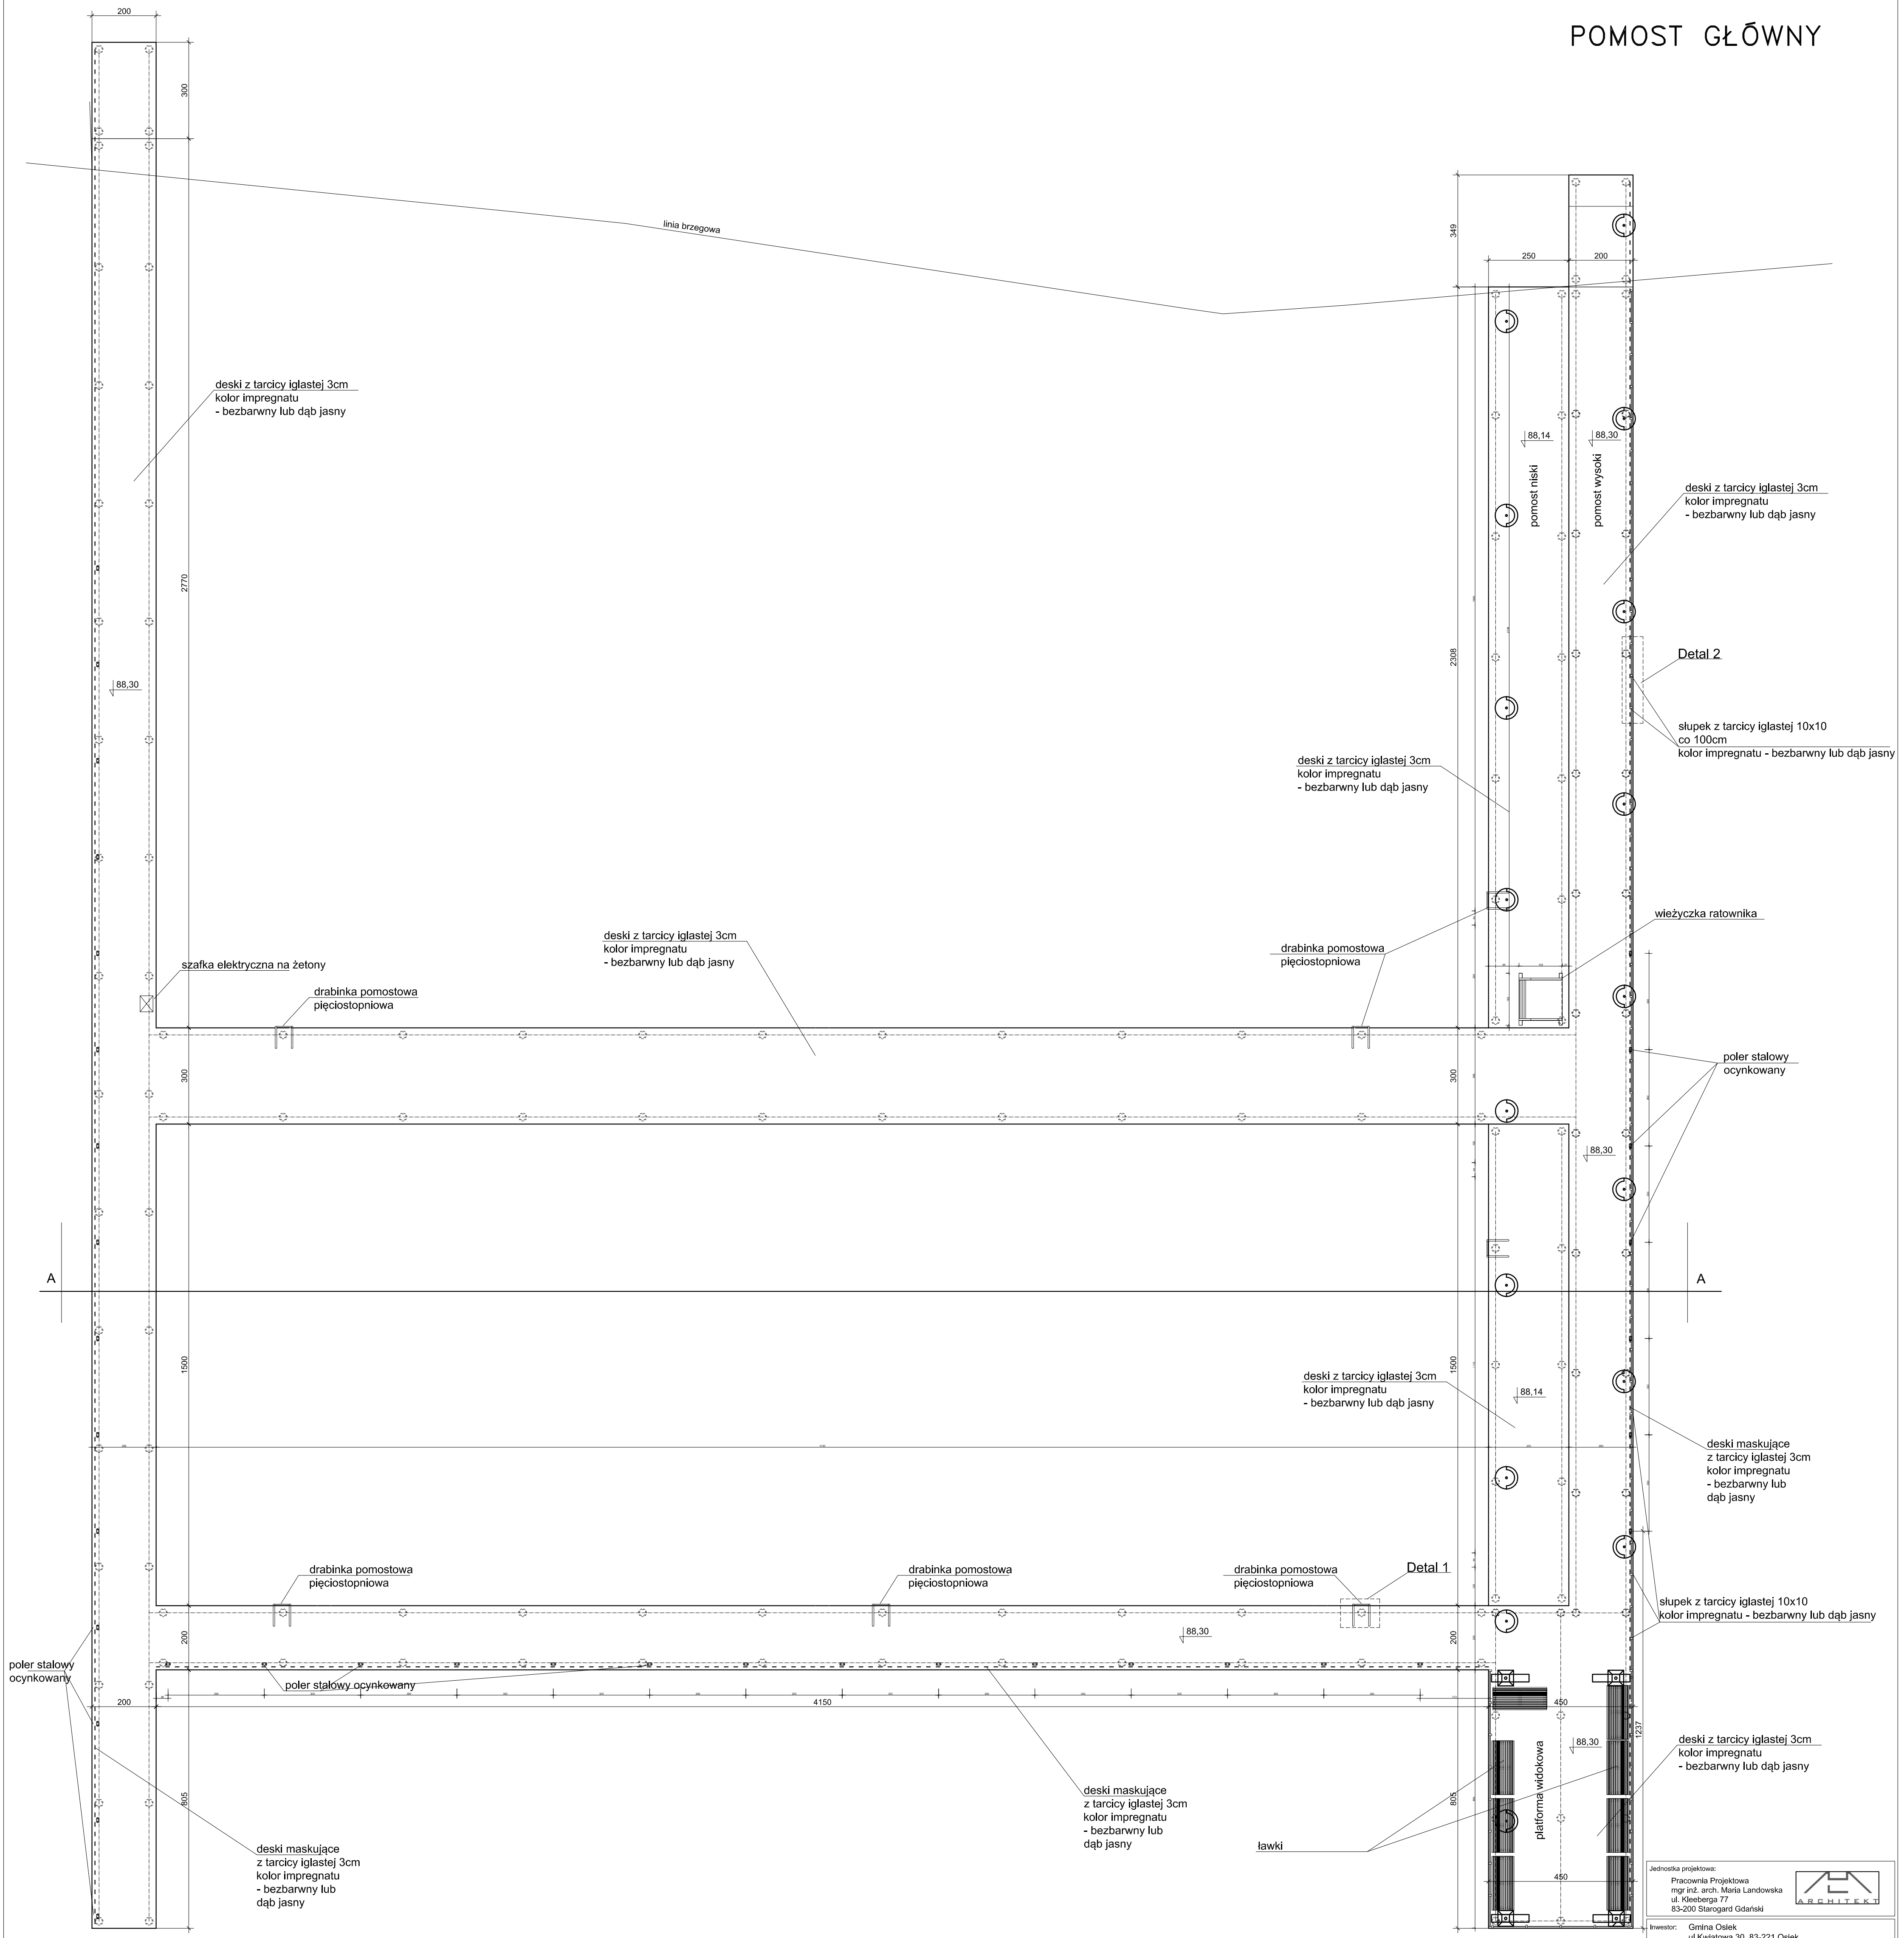 POMOST GŁÓWNY
200
300
linia brzegowa
349
250
200
deski z tarcicy iglastej 3cm
kolor impregnatu
- bezbarwny lub dąb jasny
88,14
88,30
pomost niski
pomost wysoki
deski z tarcicy iglastej 3cm
kolor impregnatu
- bezbarwny lub dąb jasny
2770
2308
Detal 2
88,30
słupek z tarcicy iglastej 10x10
co 100cm
kolor impregnatu - bezbarwny lub dąb jasny
deski z tarcicy iglastej 3cm
kolor impregnatu
- bezbarwny lub dąb jasny
wieżyczka ratownika
deski z tarcicy iglastej 3cm
kolor impregnatu
- bezbarwny lub dąb jasny
drabinka pomostowa
pięciostopniowa
szafka elektryczna na żetony
drabinka pomostowa
pięciostopniowa
poler stalowy
ocynkowany
300
300
88,30
A
A
1500
1500
deski z tarcicy iglastej 3cm
kolor impregnatu
- bezbarwny lub dąb jasny
88,14
deski maskujące
z tarcicy iglastej 3cm
kolor impregnatu
- bezbarwny lub
dąb jasny
drabinka pomostowa
pięciostopniowa
drabinka pomostowa
pięciostopniowa
drabinka pomostowa
pięciostopniowa
Detal 1
słupek z tarcicy iglastej 10x10
kolor impregnatu - bezbarwny lub dąb jasny
200
88,30
200
poler stalowy
ocynkowany
poler stalowy ocynkowany
200
4150
450
1237
88,30
deski z tarcicy iglastej 3cm
kolor impregnatu
- bezbarwny lub dąb jasny
platforma widokowa
805
805
deski maskujące
z tarcicy iglastej 3cm
kolor impregnatu
- bezbarwny lub
dąb jasny
ławki
deski maskujące
z tarcicy iglastej 3cm
kolor impregnatu
- bezbarwny lub
dąb jasny
450
Jednostka projektowa:
Pracownia Projektowa
mgr inż. arch. Maria Landowska
ul. Kleeberga 77
83-200 Starogard Gdański
ARCHITEKT
Inwestor: Gmina Osiek
ul.Kwiatowa 30, 83-221 Osiek